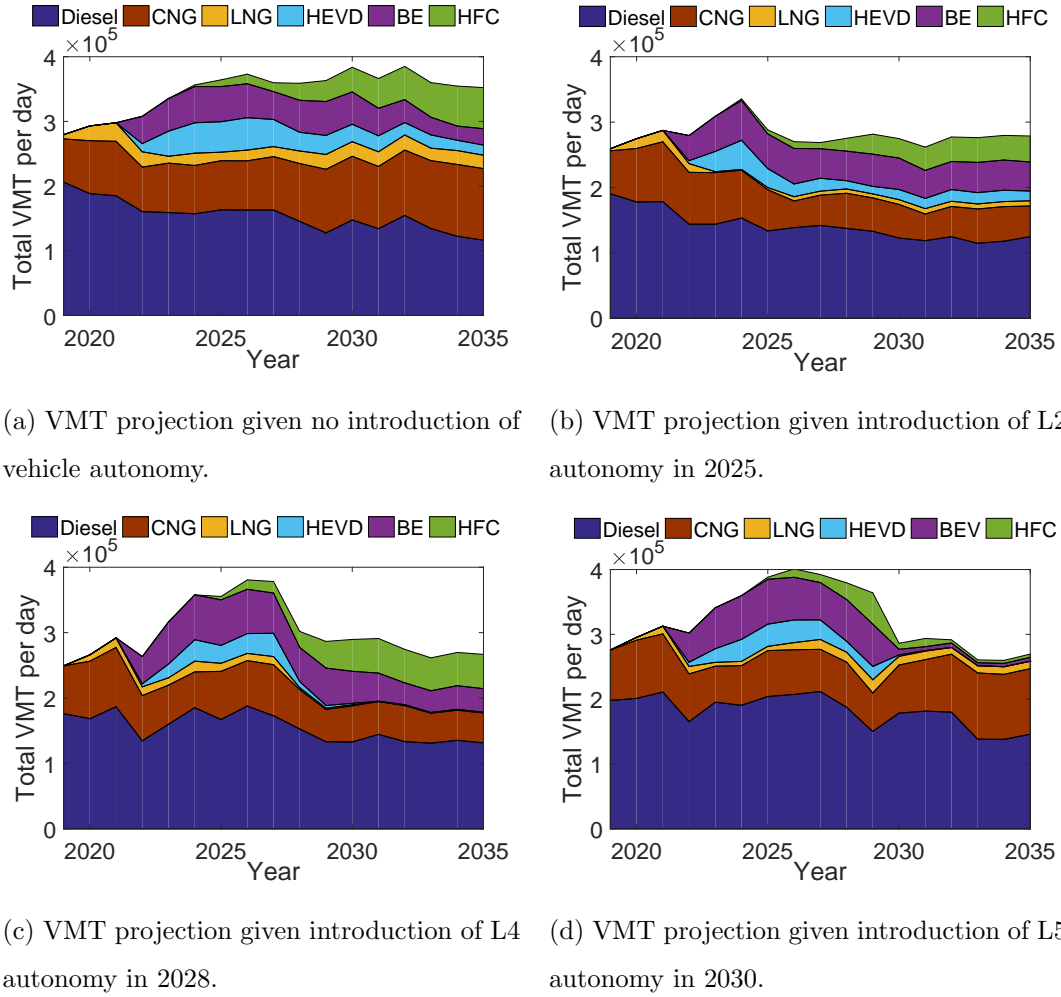 Diesel CNG LNG HEVD BE HFC
×10^5
4
3
2
1
0
Total VMT per day
2020 2025 2030 2035
Year
(a) VMT projection given no introduction of
vehicle autonomy.
Diesel CNG LNG HEVD BE HFC
×10^5
4
3
2
1
0
Total VMT per day
2020 2025 2030 2035
Year
(b) VMT projection given introduction of L2
autonomy in 2025.
Diesel CNG LNG HEVD BE HFC
×10^5
4
3
2
1
0
Total VMT per day
2020 2025 2030 2035
Year
(c) VMT projection given introduction of L4
autonomy in 2028.
Diesel CNG LNG HEVD BEV HFC
×10^5
4
3
2
1
0
Total VMT per day
2020 2025 2030 2035
Year
(d) VMT projection given introduction of L5
autonomy in 2030.